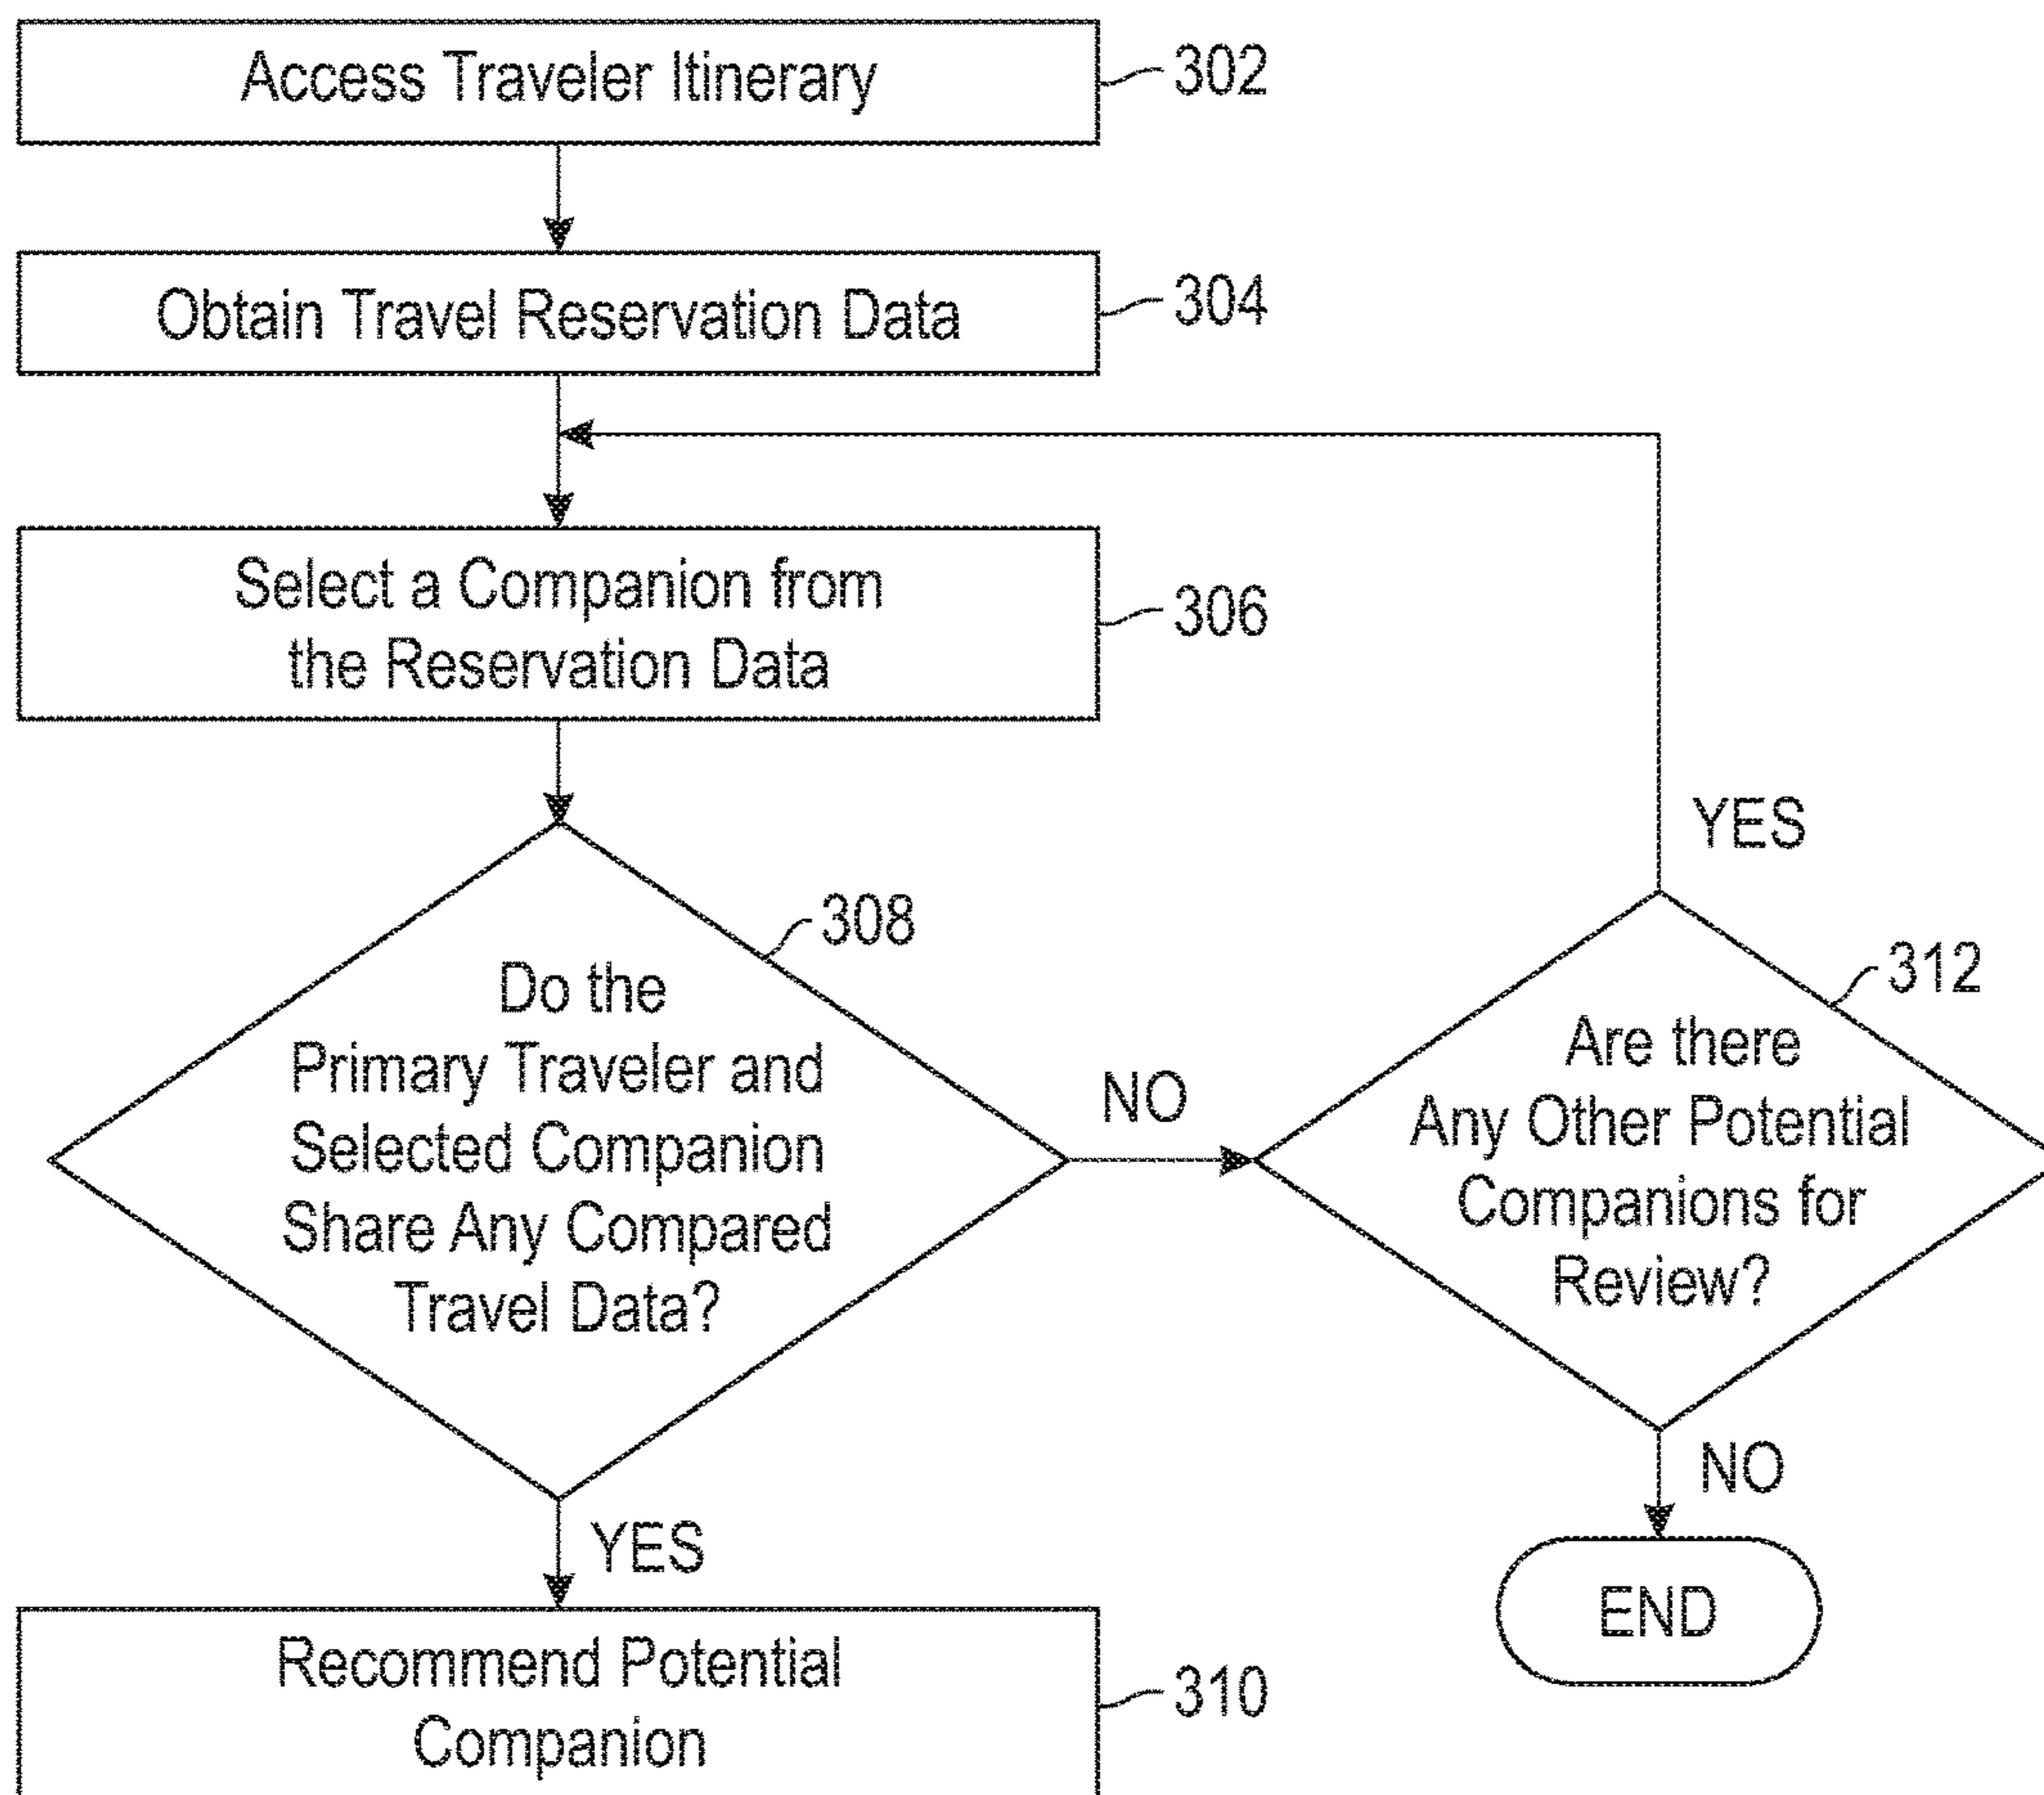 Access Traveler Itinerary
302
Obtain Travel Reservation Data
304
Select a Companion from
the Reservation Data
306
308
Do the
Primary Traveler and
Selected Companion
Share Any Compared
Travel Data?
NO
YES
312
Are there
Any Other Potential
Companions for
Review?
YES
NO
END
Recommend Potential
Companion
310